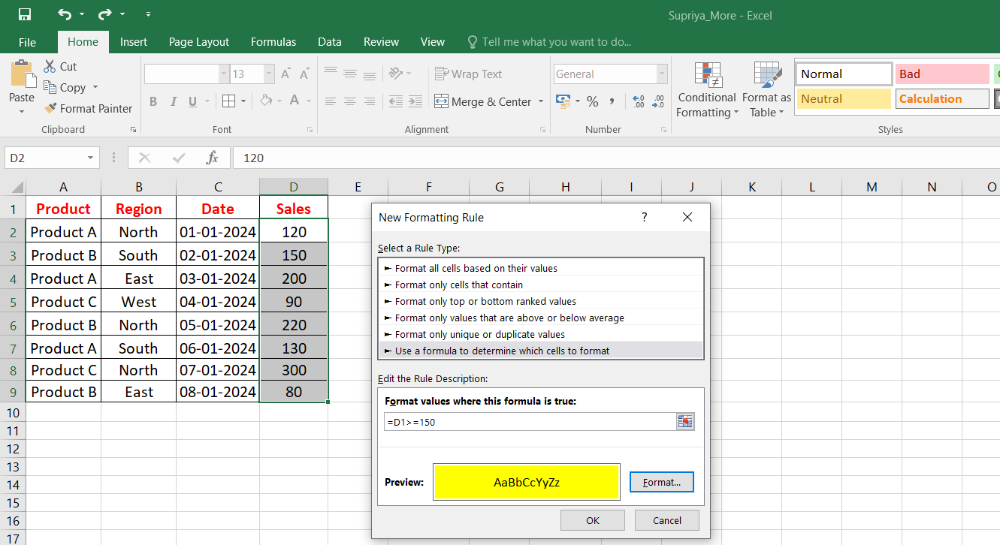 Supriya_More - Excel
File Home Insert Page Layout Formulas Data Review View Tell me what you want to do...
Paste
Cut
Copy
Format Painter
Clipboard
13 A A
B I U A
Font
Wrap Text
Merge & Center
Alignment
General
% , .00 .0
Number
Conditional Formatting
Format as Table
Normal Bad
Neutral Calculation
Styles
D2 fx 120
A B C D E F G H I J K L M N O
1 Product Region Date Sales
2 Product A North 01-01-2024 120
3 Product B South 02-01-2024 150
4 Product A East 03-01-2024 200
5 Product C West 04-01-2024 90
6 Product B North 05-01-2024 220
7 Product A South 06-01-2024 130
8 Product C North 07-01-2024 300
9 Product B East 08-01-2024 80
10
11
12
13
14
15
16
17
New Formatting Rule ?
Select a Rule Type:
► Format all cells based on their values
► Format only cells that contain
► Format only top or bottom ranked values
► Format only values that are above or below average
► Format only unique or duplicate values
► Use a formula to determine which cells to format
Edit the Rule Description:
Format values where this formula is true:
=D1>=150
Preview: AaBbCcYyZz Format...
OK Cancel